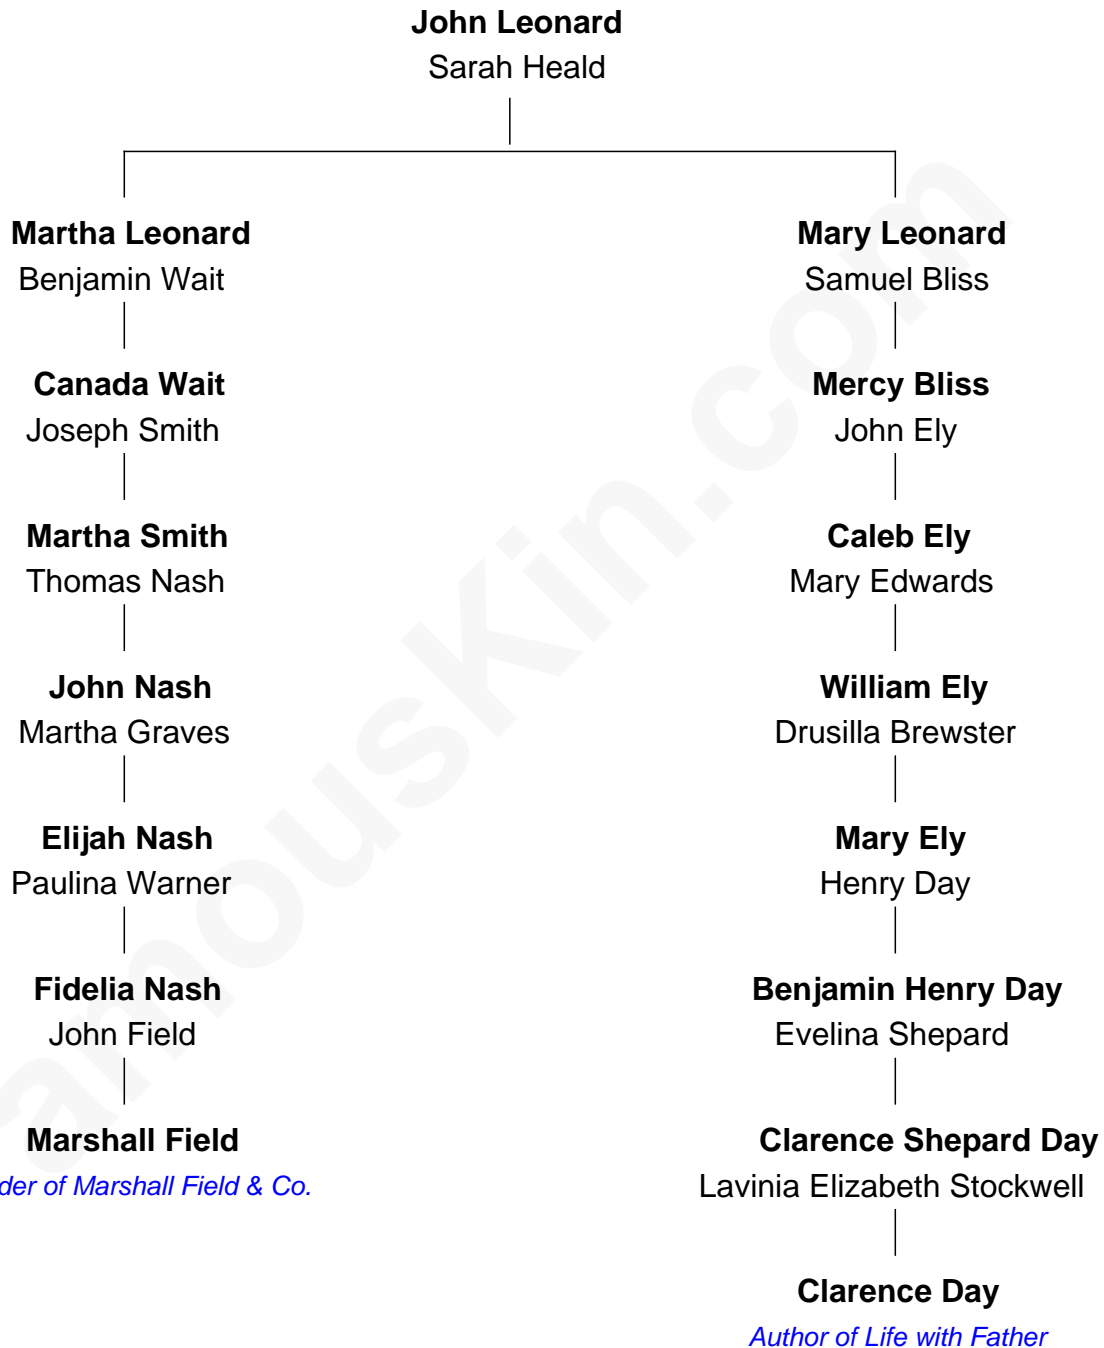 John Leonard
Sarah Heald
Martha Leonard
Benjamin Wait
Canada Wait
Joseph Smith
Martha Smith
Thomas Nash
John Nash
Martha Graves
Elijah Nash
Paulina Warner
Fidelia Nash
John Field
Marshall Field
der of Marshall Field & Co.
Mary Leonard
Samuel Bliss
Mercy Bliss
John Ely
Caleb Ely
Mary Edwards
William Ely
Drusilla Brewster
Mary Ely
Henry Day
Benjamin Henry Day
Evelina Shepard
Clarence Shepard Day
Lavinia Elizabeth Stockwell
Clarence Day
Author of Life with Father
amousKin.com